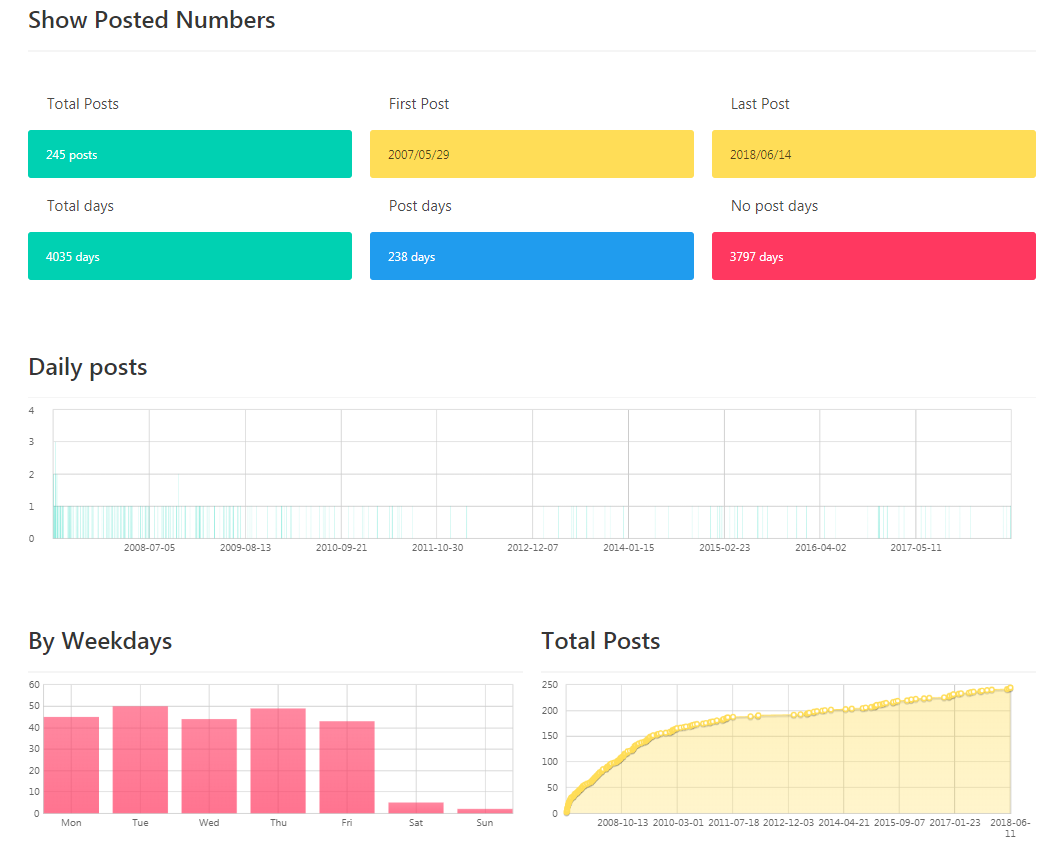 Show Posted Numbers
Total Posts
First Post
Last Post
245 posts
2007/05/29
2018/06/14
Total days
Post days
No post days
4035 days
238 days
3797 days
Daily posts
4
3
2
1
0
2008-07-05 2009-08-13 2010-09-21 2011-10-30 2012-12-07 2014-01-15 2015-02-23 2016-04-02 2017-05-11
By Weekdays
60
50
40
30
20
10
0
Mon Tue Wed Thu Fri Sat Sun
Total Posts
250
200
150
100
50
0
2008-10-13 2010-03-01 2011-07-18 2012-12-03 2014-04-21 2015-09-07 2017-01-23 2018-06-
11